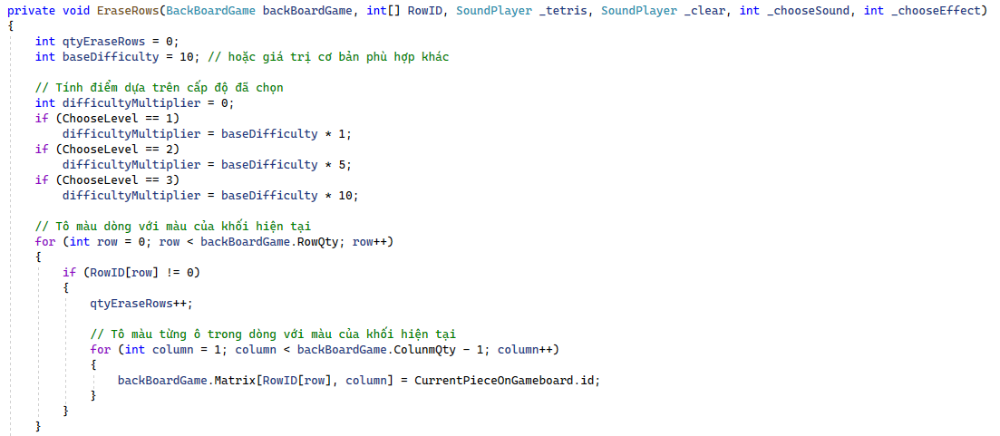 private void EraseRows(BackBoardGame backBoardGame, int[] RowID, SoundPlayer _tetris, SoundPlayer _clear, int _chooseSound, int _chooseEffect)
{
    int qtyEraseRows = 0;
    int baseDifficulty = 10; // hoặc giá trị cơ bản phù hợp khác

    // Tính điểm dựa trên cấp độ đã chọn
    int difficultyMultiplier = 0;
    if (ChooseLevel == 1)
        difficultyMultiplier = baseDifficulty * 1;
    if (ChooseLevel == 2)
        difficultyMultiplier = baseDifficulty * 5;
    if (ChooseLevel == 3)
        difficultyMultiplier = baseDifficulty * 10;

    // Tô màu dòng với màu của khối hiện tại
    for (int row = 0; row < backBoardGame.RowQty; row++)
    {
        if (RowID[row] != 0)
        {
            qtyEraseRows++;

            // Tô màu từng ô trong dòng với màu của khối hiện tại
            for (int column = 1; column < backBoardGame.ColunmQty - 1; column++)
            {
                backBoardGame.Matrix[RowID[row], column] = CurrentPieceOnGameboard.id;
            }
        }
    }